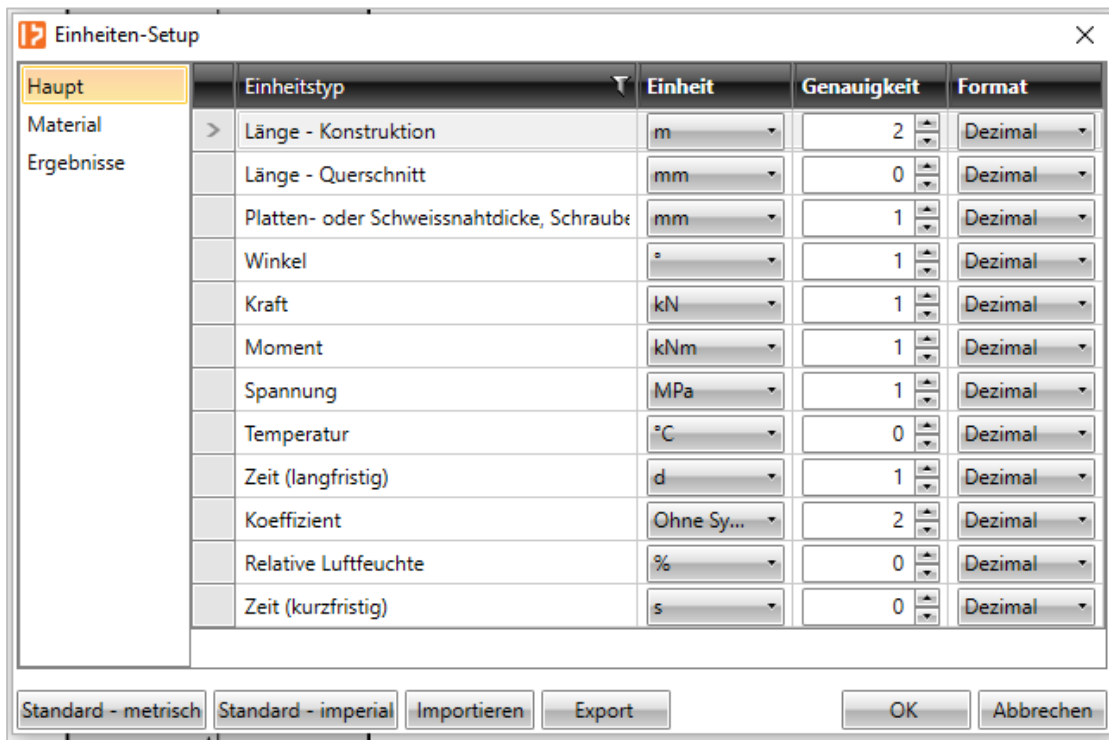 Einheiten-Setup
Haupt
Material
Ergebnisse
Einheitstyp Einheit Genauigkeit Format
Länge - Konstruktion m 2 Dezimal
Länge - Querschnitt mm 0 Dezimal
Platten- oder Schweissnahtdicke, Schraube mm 1 Dezimal
Winkel ° 1 Dezimal
Kraft kN 1 Dezimal
Moment kNm 1 Dezimal
Spannung MPa 1 Dezimal
Temperatur °C 0 Dezimal
Zeit (langfristig) d 1 Dezimal
Koeffizient Ohne Sy... 2 Dezimal
Relative Luftfeuchte % 0 Dezimal
Zeit (kurzfristig) s 0 Dezimal
Standard - metrisch Standard - imperial Importieren Export OK Abbrechen